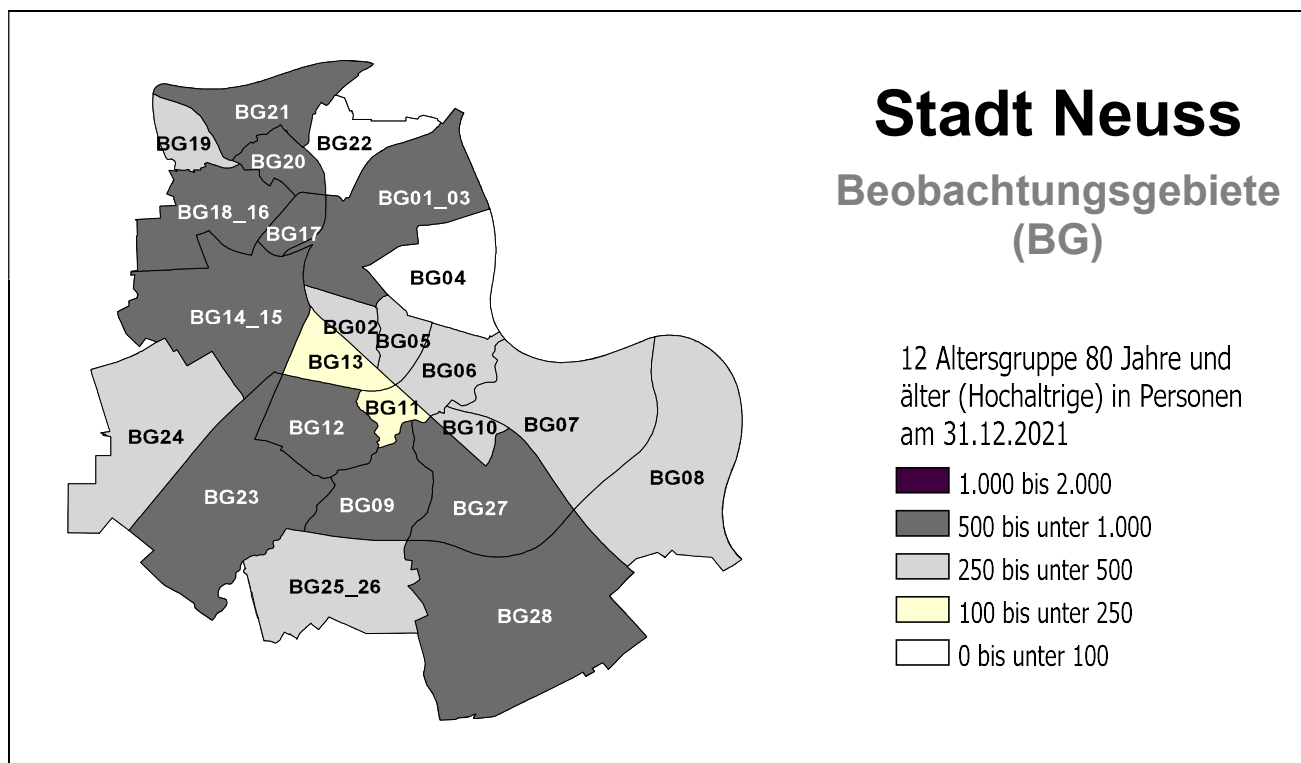 Stadt Neuss
Beobachtungsgebiete
(BG)
12 Altersgruppe 80 Jahre und
älter (Hochaltrige) in Personen
am 31.12.2021
1.000 bis 2.000
500 bis unter 1.000
250 bis unter 500
100 bis unter 250
0 bis unter 100
BG21
BG19
BG22
BG20
BG01_03
BG18_16
BG17
BG04
BG14_15
BG02
BG05
BG13
BG06
BG11
BG12
BG10
BG07
BG24
BG08
BG23
BG09
BG27
BG25_26
BG28